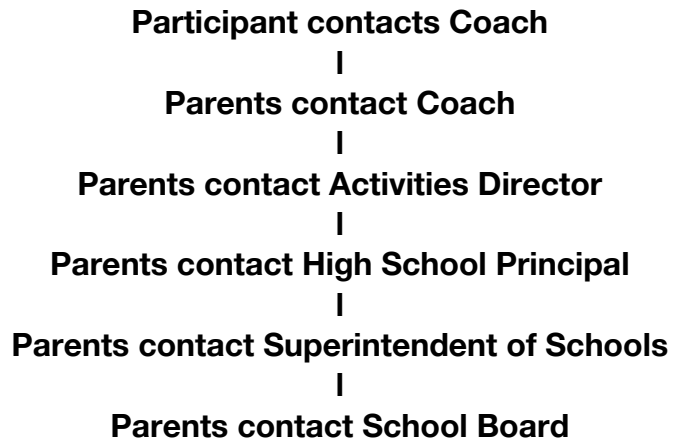 Participant contacts Coach
I
Parents contact Coach
I
Parents contact Activities Director
I
Parents contact High School Principal
I
Parents contact Superintendent of Schools
I
Parents contact School Board